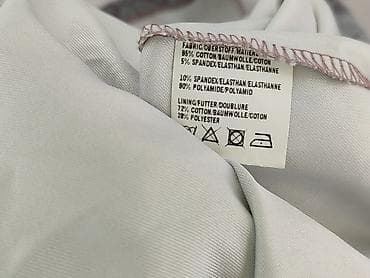 FABRIC/OBERSTOFF/MATIERE
95% COTTON/BAUMWOLLE/COTON
5% SPANDEX/ELASTHAN/ELASTHANNE
10% SPANDEX/ELASTHAN/ELASTHANNE
90% POLYAMIDE/POLYAMID
LINING/FUTTER/DOUBLURE
72% COTTON/BAUMWOLLE/COTON
28% POLYESTER